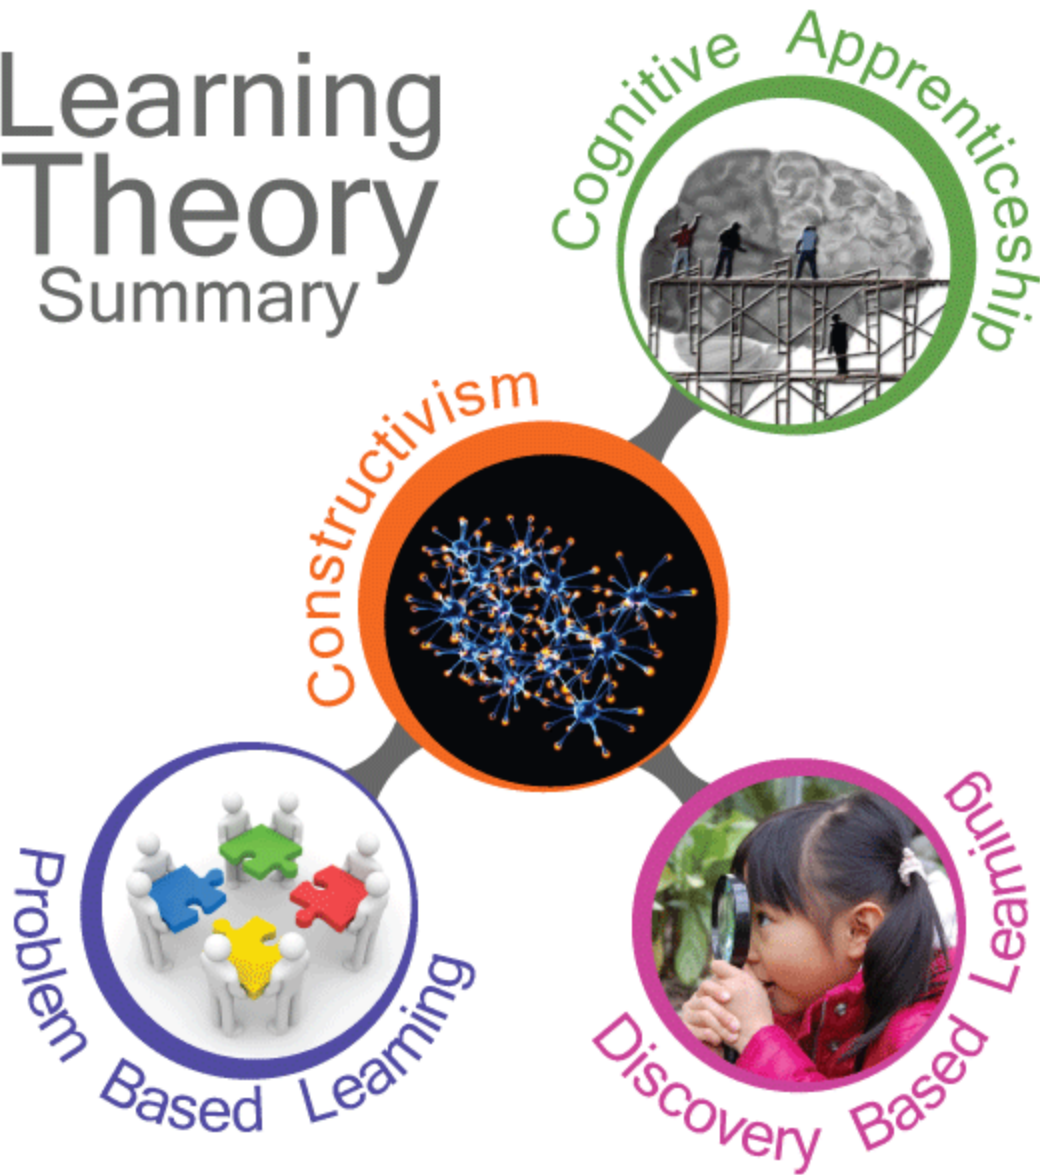 Learning
Theory
Summary
Cognitive Apprenticeship
Constructivism
Problem Based Learning
Discovery Based Learning